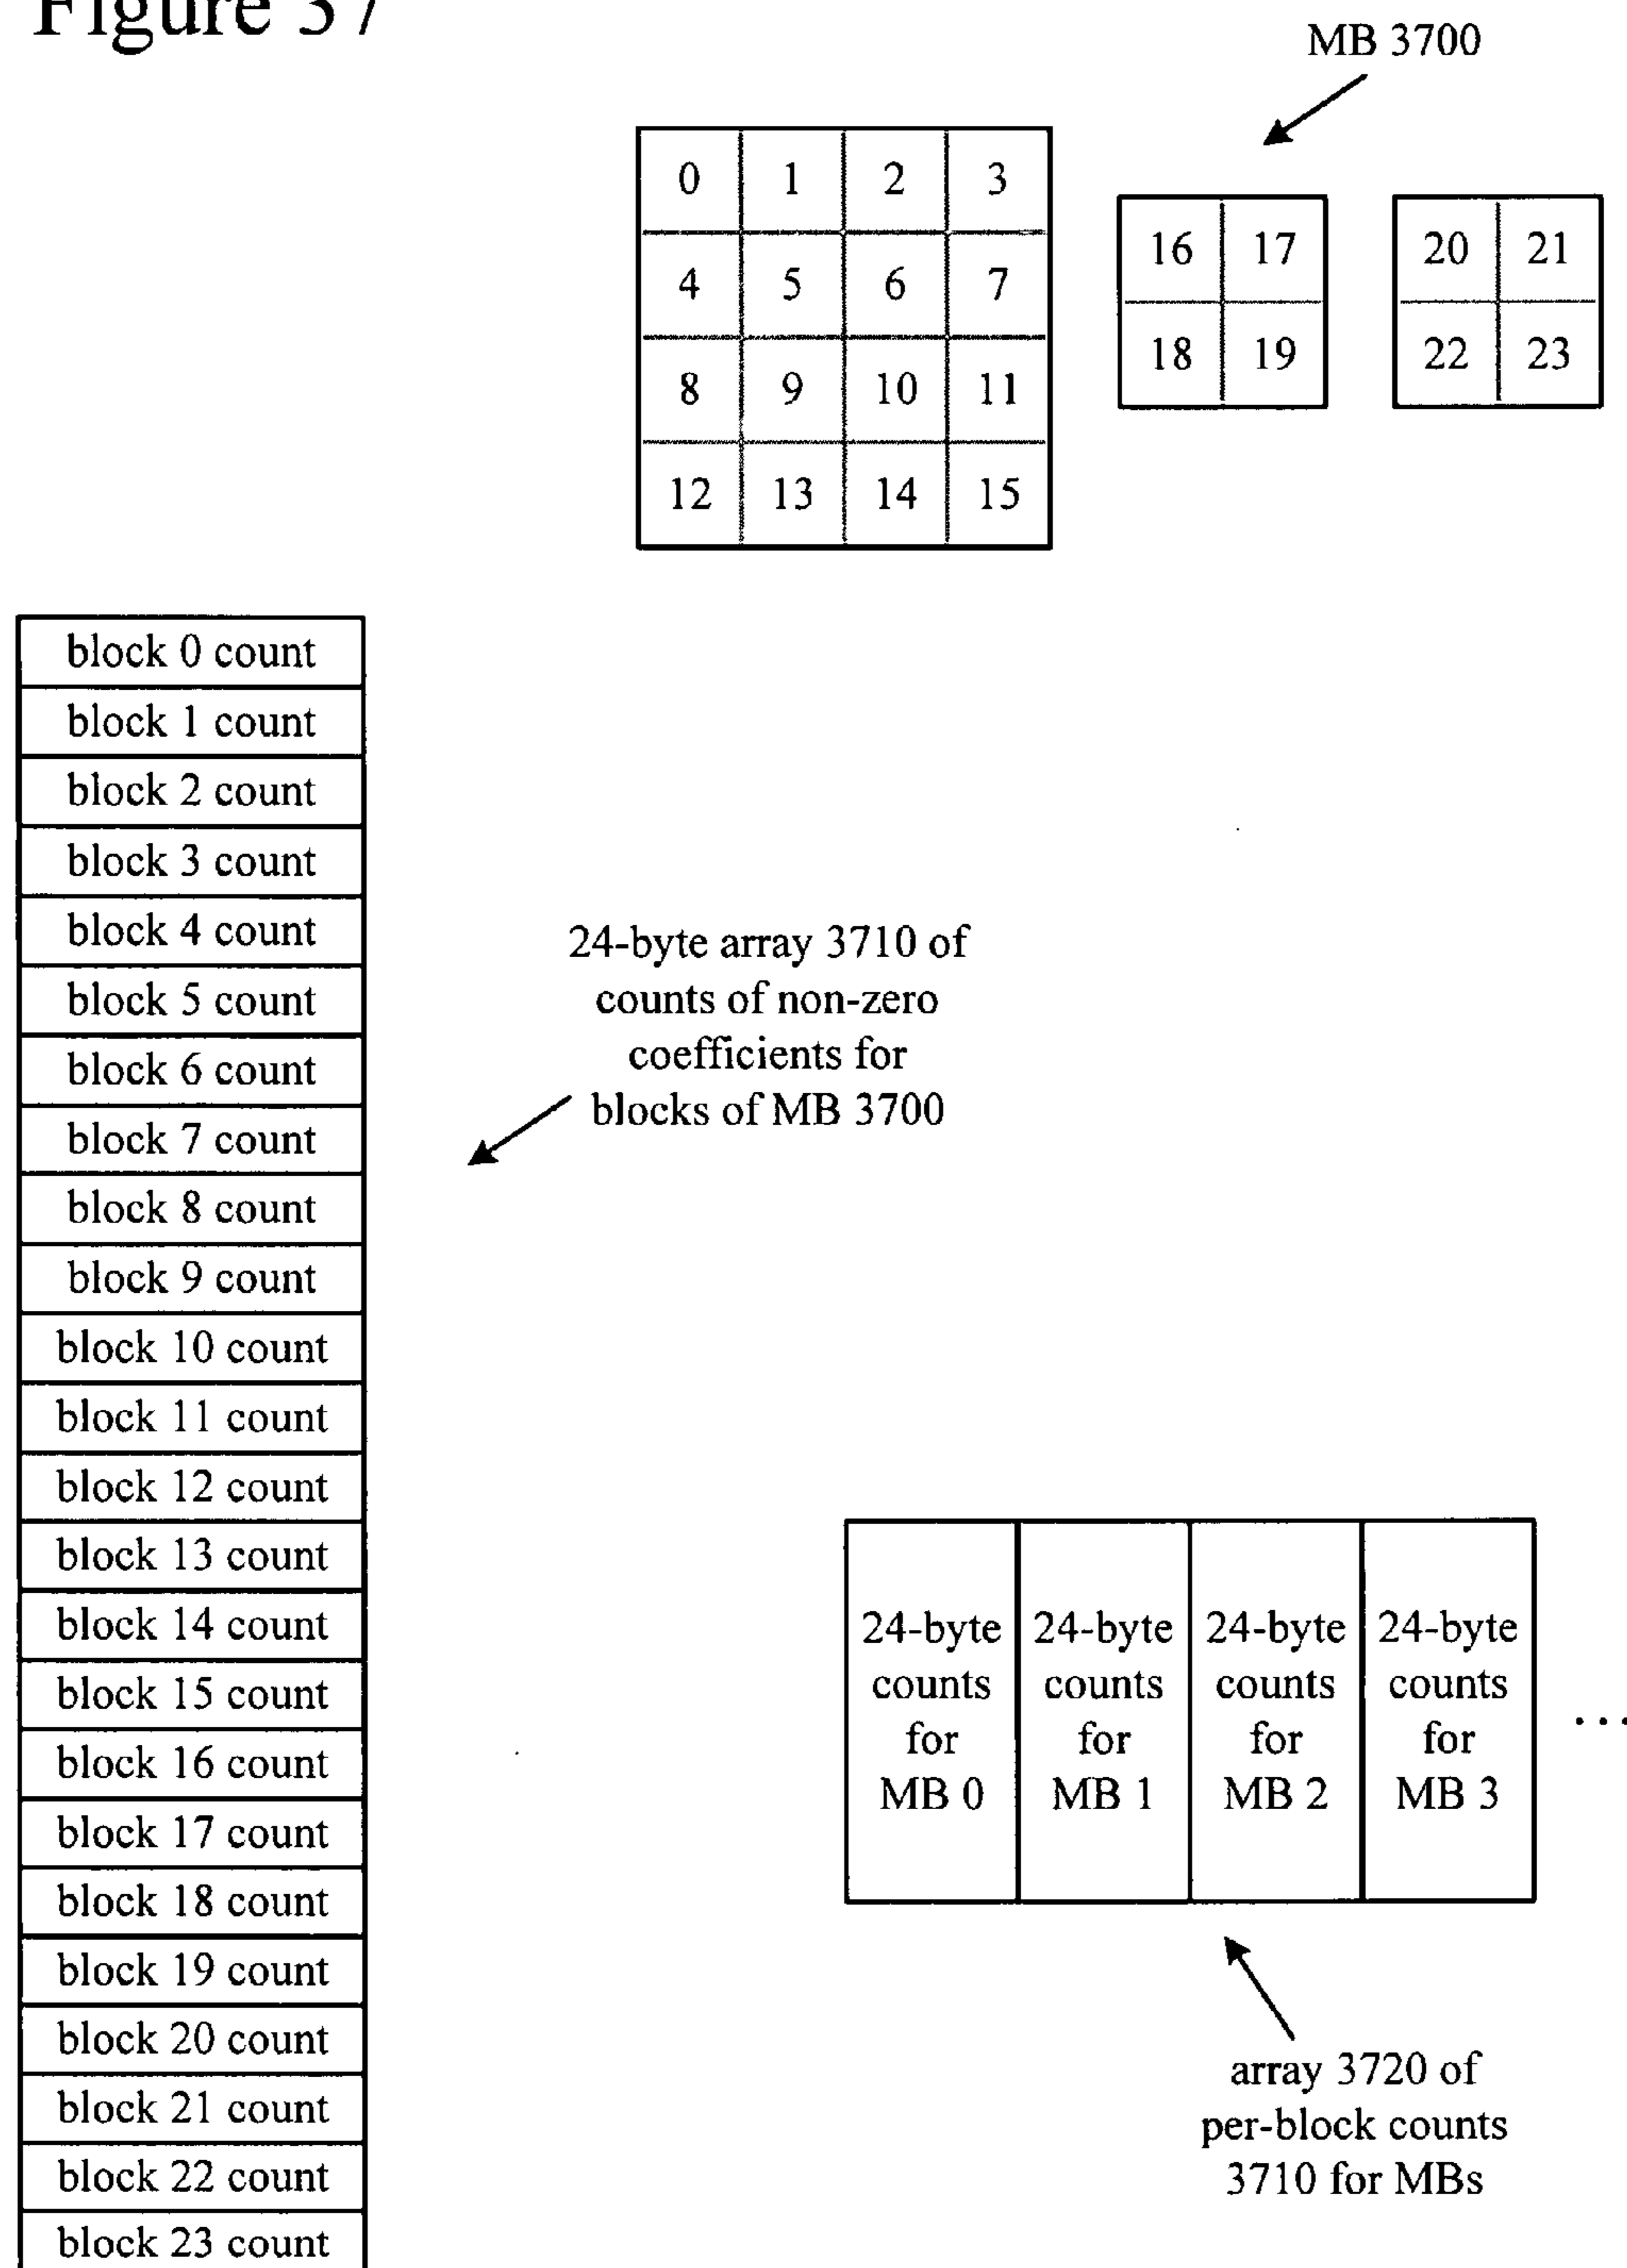 Figure 37
MB 3700
0 1 2 3
4 5 6 7
8 9 10 11
12 13 14 15
16 17
18 19
20 21
22 23
block 0 count
block 1 count
block 2 count
block 3 count
block 4 count
block 5 count
block 6 count
block 7 count
block 8 count
block 9 count
block 10 count
block 11 count
block 12 count
block 13 count
block 14 count
block 15 count
block 16 count
block 17 count
block 18 count
block 19 count
block 20 count
block 21 count
block 22 count
block 23 count
24-byte array 3710 of
counts of non-zero
coefficients for
blocks of MB 3700
24-byte
counts
for
MB 0
24-byte
counts
for
MB 1
24-byte
counts
for
MB 2
24-byte
counts
for
MB 3
...
array 3720 of
per-block counts
3710 for MBs